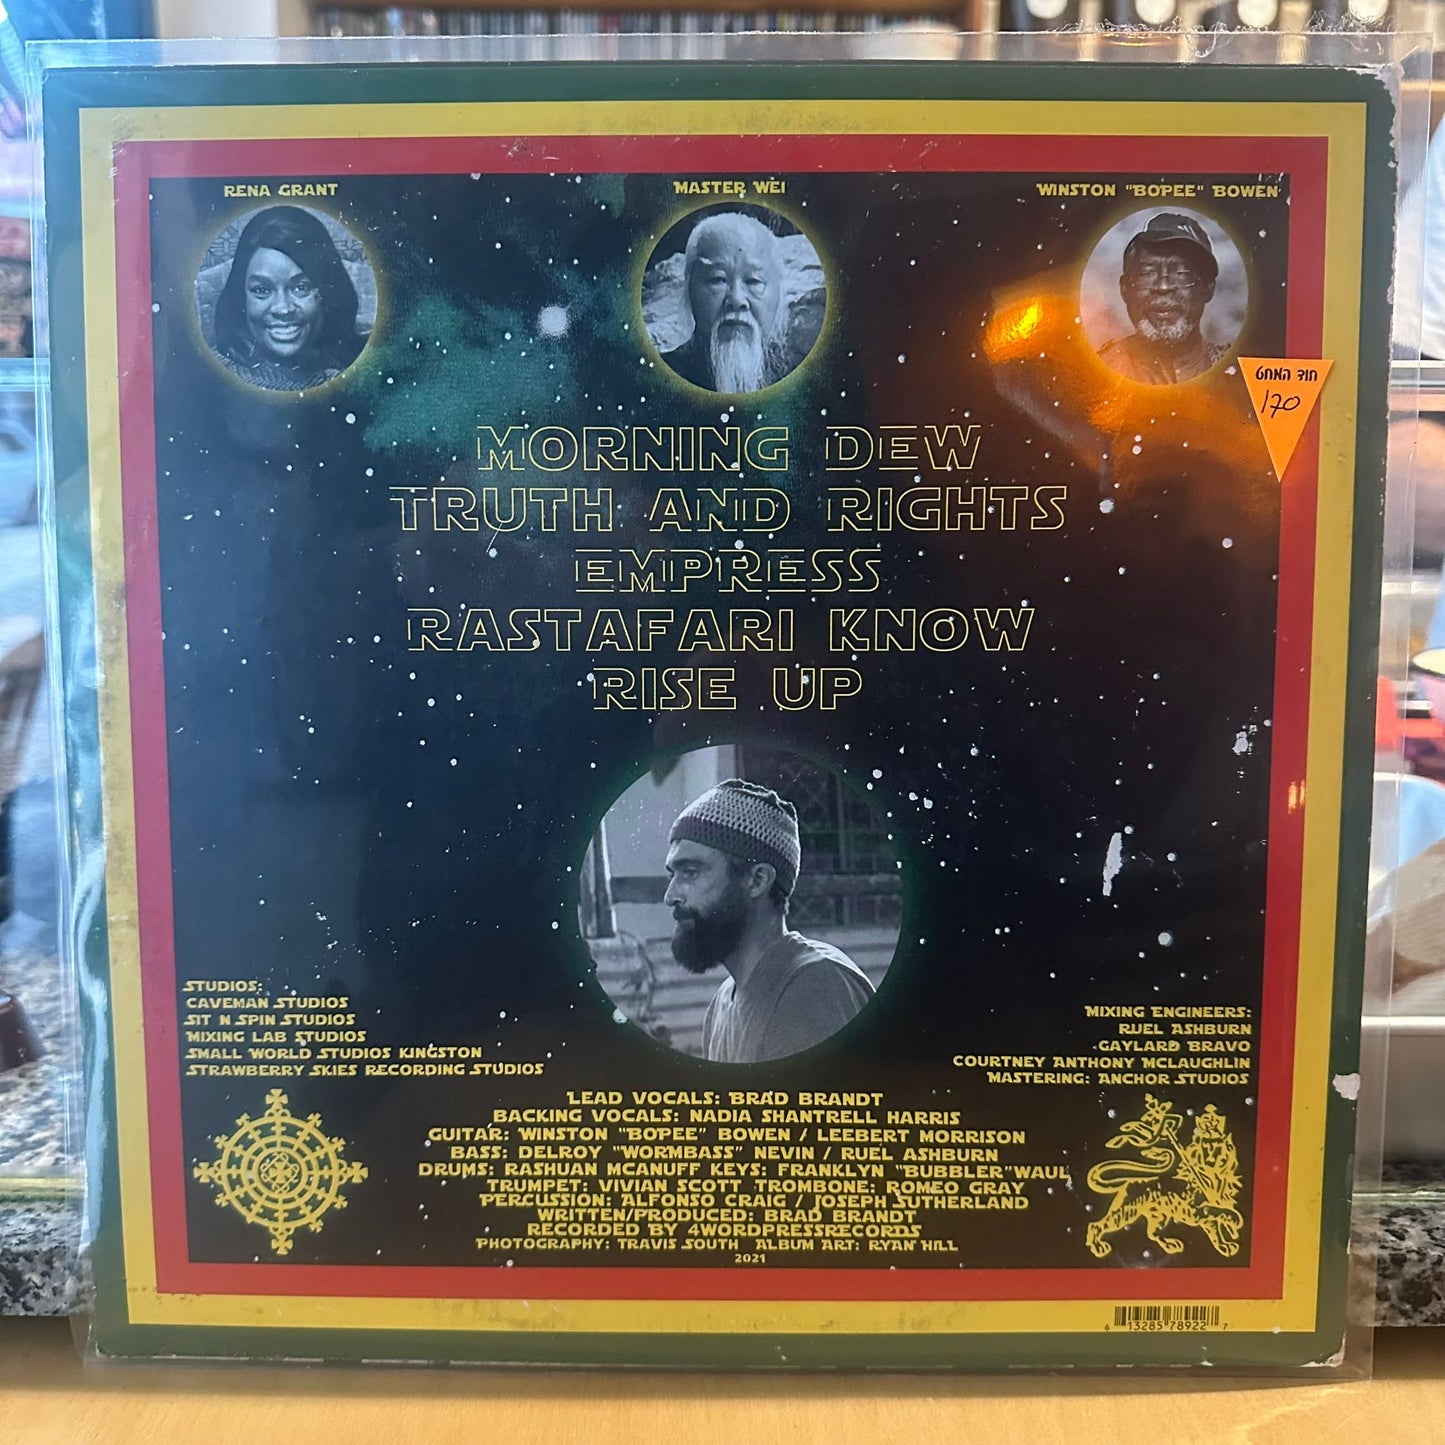 RENA GRANT
MASTER WEI
WINSTON "BOPEE" BOWEN
חוד המחט
170
MORNING DEW
TRUTH AND RIGHTS
EMPRESS
RASTAFARI KNOW
RISE UP
STUDIOS:
CAVEMAN STUDIOS
SIT N SPIN STUDIOS
MIXING LAB STUDIOS
SMALL WORLD STUDIOS KINGSTON
STRAWBERRY SKIES RECORDING STUDIOS
MIXING ENGINEERS:
RUEL ASHBURN
GAYLARD BRAVO
COURTNEY ANTHONY MCLAUGHLIN
MASTERING: ANCHOR STUDIOS
LEAD VOCALS: BRAD BRANDT
BACKING VOCALS: NADIA SHANTRELL HARRIS
GUITAR: WINSTON "BOPEE" BOWEN / LEEBERT MORRISON
BASS: DELROY "WORMBASS" NEVIN / RUEL ASHBURN
DRUMS: RASHUAN MCANUFF KEYS: FRANKLYN "BUBBLER"WAUL
TRUMPET: VIVIAN SCOTT TROMBONE: ROMEO GRAY
PERCUSSION: ALFONSO CRAIG / JOSEPH SUTHERLAND
WRITTEN/PRODUCED: BRAD BRANDT
RECORDED BY 4WORDPRESSRECORDS
PHOTOGRAPHY: TRAVIS SOUTH ALBUM ART: RYAN HILL
2021
6 13285 78922 7